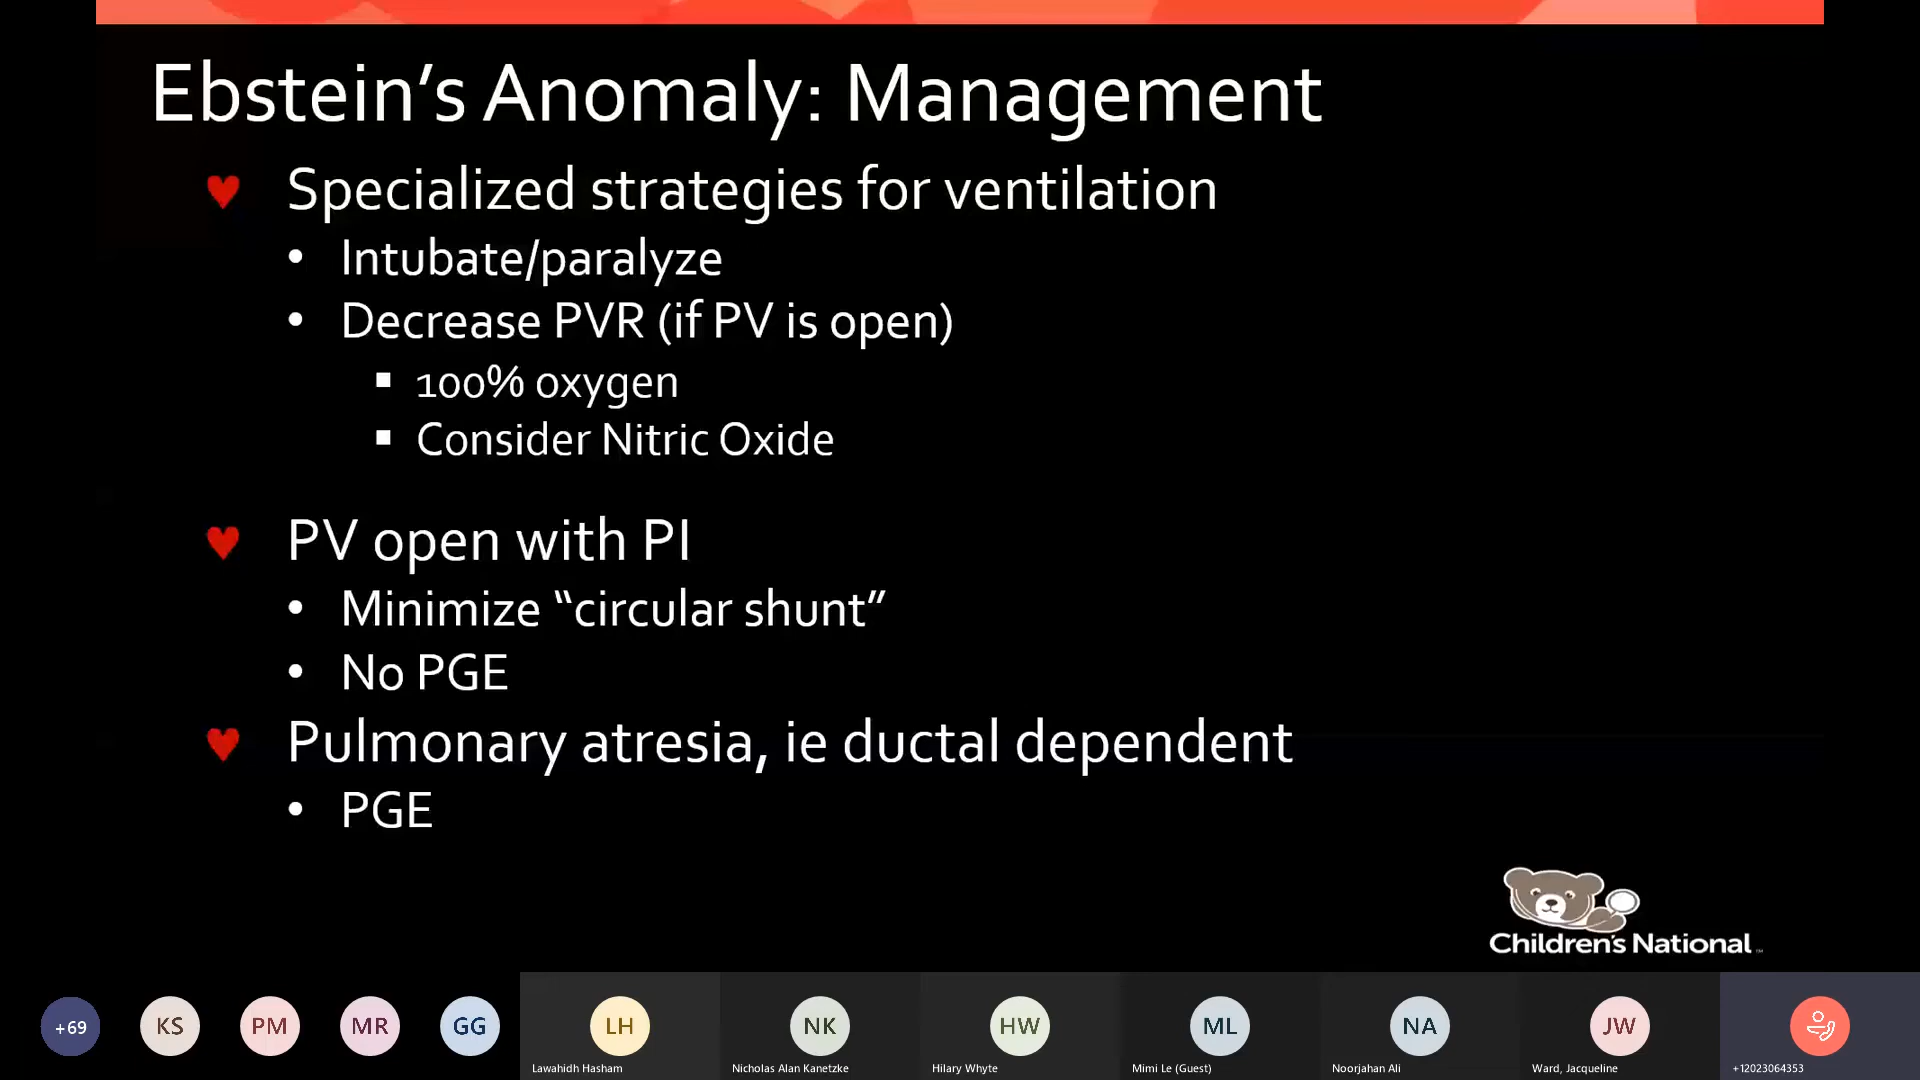 Ebstein’s Anomaly: Management
Specialized strategies for ventilation
• Intubate/paralyze
• Decrease PVR (if PV is open)
▪ 100% oxygen
▪ Consider Nitric Oxide
PV open with PI
• Minimize “circular shunt”
• No PGE
Pulmonary atresia, ie ductal dependent
• PGE
Children's National
+69
KS
PM
MR
GG
LH
NK
HW
ML
NA
JW
Lawahidh Hasham
Nicholas Alan Kanetzke
Hilary Whyte
Mimi Le (Guest)
Noorjahan Ali
Ward, Jacqueline
+12023064353